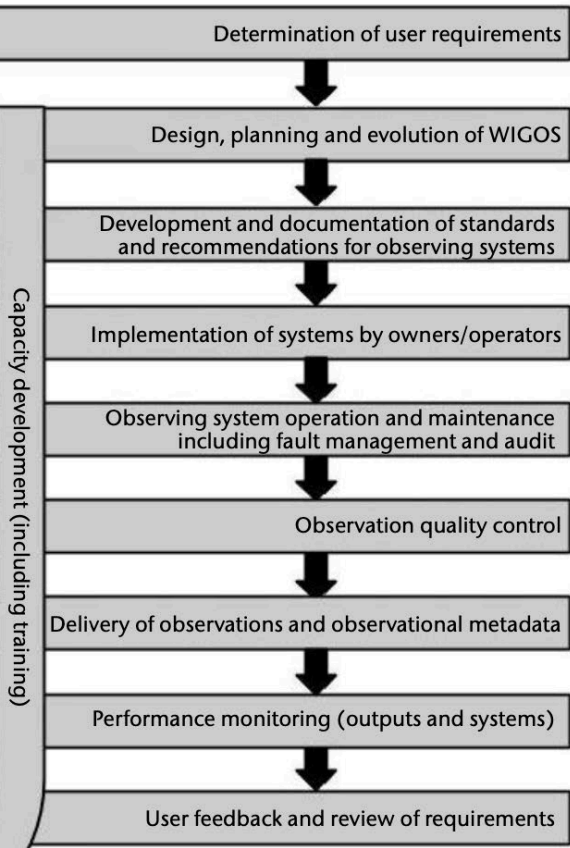 Determination of user requirements
Design, planning and evolution of WIGOS
Development and documentation of standards
and recommendations for observing systems
Implementation of systems by owners/operators
Observing system operation and maintenance
including fault management and audit
Observation quality control
Delivery of observations and observational metadata
Performance monitoring (outputs and systems)
User feedback and review of requirements
Capacity development (including training)